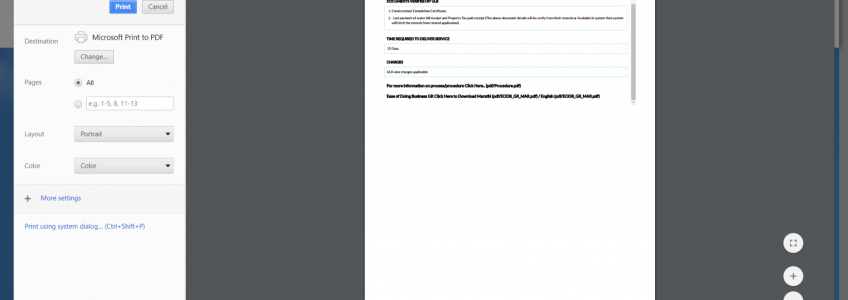 Print
Cancel
Destination
Microsoft Print to PDF
Change...
Pages
All
e.g. 1-5, 8, 11-13
Layout
Portrait
Color
Color
+ More settings
Print using system dialog... (Ctrl+Shift+P)
DOCUMENTS VERIFIED BY ULB
1. Construction/ Completion Certificate.
2. Last payment of water bill receipt and Property Tax paid receipt (The above document details will be verify from their records or Available in system then system
will fetch the records from related application)
TIME REQUIRED TO DELIVER SERVICE
15 Days
CHARGES
ULB wise charges applicable
For more information on process/procedure Click Here.. (pdf/Procedure.pdf)
Ease of Doing Business GR Click Here to Download Marathi (pdf/EODB_GR_MAR.pdf) / English (pdf/EODB_GR_MAR.pdf)